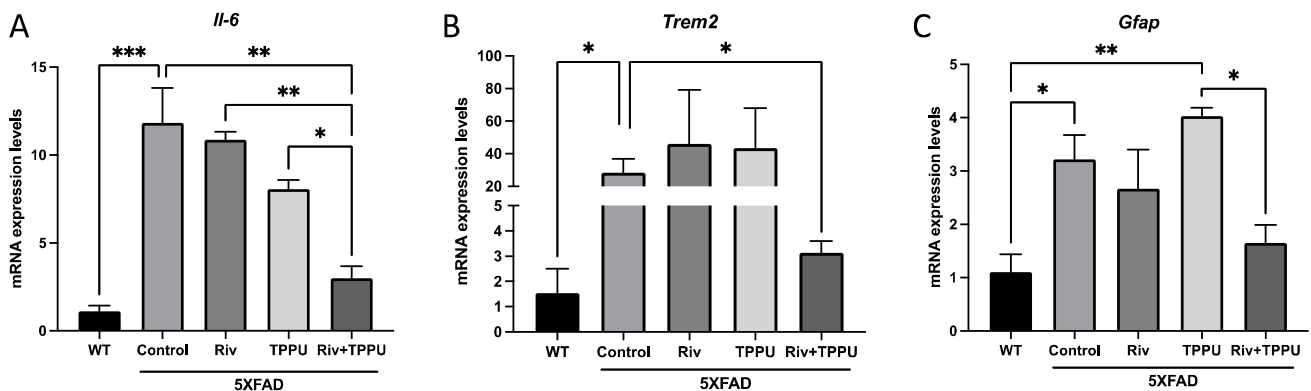 A
Il-6
mRNA expression levels
15
10
5
0
***
**
**
*
WT
Control
Riv
TPPU
Riv+TPPU
5XFAD
B
Trem2
mRNA expression levels
100
80
60
40
20
5
4
3
2
1
0
*
*
WT
Control
Riv
TPPU
Riv+TPPU
5XFAD
C
Gfap
mRNA expression levels
5
4
3
2
1
0
**
*
*
WT
Control
Riv
TPPU
Riv+TPPU
5XFAD